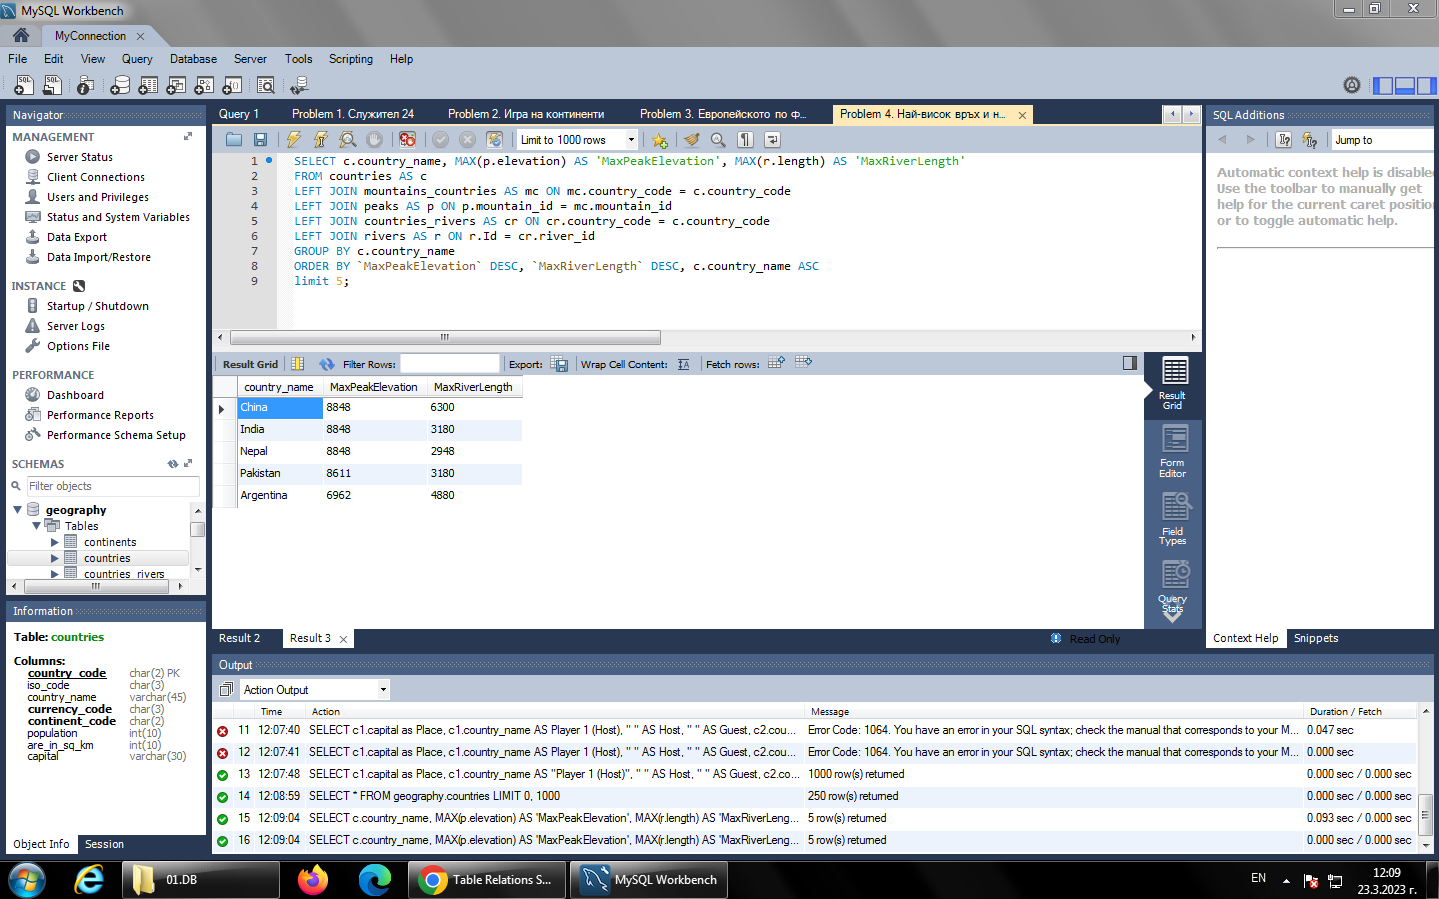 MySQL Workbench
MyConnection
File Edit View Query Database Server Tools Scripting Help
Navigator
MANAGEMENT
Server Status
Client Connections
Users and Privileges
Status and System Variables
Data Export
Data Import/Restore
INSTANCE
Startup / Shutdown
Server Logs
Options File
PERFORMANCE
Dashboard
Performance Reports
Performance Schema Setup
SCHEMAS
Filter objects
geography
Tables
continents
countries
countries_rivers
Information
Table: countries
Columns:
country_code char(2) PK
iso_code char(3)
country_name varchar(45)
currency_code char(3)
continent_code char(2)
population int(10)
are_in_sq_km int(10)
capital varchar(30)
Object Info Session
Query 1 Problem 1. Служител 24 Problem 2. Игра на континенти Problem 3. Европейското по ф... Problem 4. Най-висок връх и н...
Limit to 1000 rows
1 SELECT c.country_name, MAX(p.elevation) AS 'MaxPeakElevation', MAX(r.length) AS 'MaxRiverLength'
2 FROM countries AS c
3 LEFT JOIN mountains_countries AS mc ON mc.country_code = c.country_code
4 LEFT JOIN peaks AS p ON p.mountain_id = mc.mountain_id
5 LEFT JOIN countries_rivers AS cr ON cr.country_code = c.country_code
6 LEFT JOIN rivers AS r ON r.Id = cr.river_id
7 GROUP BY c.country_name
8 ORDER BY `MaxPeakElevation` DESC, `MaxRiverLength` DESC, c.country_name ASC
9 limit 5;
Result Grid Filter Rows: Export: Wrap Cell Content: Fetch rows:
country_name MaxPeakElevation MaxRiverLength
China 8848 6300
India 8848 3180
Nepal 8848 2948
Pakistan 8611 3180
Argentina 6962 4880
Result Grid
Form Editor
Field Types
Query Stats
Result 2 Result 3 Read Only
SQL Additions
Jump to
Automatic context help is disabled
Use the toolbar to manually get
help for the current caret position
or to toggle automatic help.
Context Help Snippets
Output
Action Output
Time Action Message Duration / Fetch
11 12:07:40 SELECT c1.capital as Place, c1.country_name AS Player 1 (Host), " " AS Host, " " AS Guest, c2.cou... Error Code: 1064. You have an error in your SQL syntax; check the manual that corresponds to your M... 0.047 sec
12 12:07:41 SELECT c1.capital as Place, c1.country_name AS Player 1 (Host), " " AS Host, " " AS Guest, c2.cou... Error Code: 1064. You have an error in your SQL syntax; check the manual that corresponds to your M... 0.000 sec
13 12:07:48 SELECT c1.capital as Place, c1.country_name AS "Player 1 (Host)", " " AS Host, " " AS Guest, c2.cou... 1000 row(s) returned 0.000 sec / 0.000 sec
14 12:08:59 SELECT * FROM geography.countries LIMIT 0, 1000 250 row(s) returned 0.000 sec / 0.000 sec
15 12:09:04 SELECT c.country_name, MAX(p.elevation) AS 'MaxPeakElevation', MAX(r.length) AS 'MaxRiverLeng... 5 row(s) returned 0.093 sec / 0.000 sec
16 12:09:04 SELECT c.country_name, MAX(p.elevation) AS 'MaxPeakElevation', MAX(r.length) AS 'MaxRiverLeng... 5 row(s) returned 0.000 sec / 0.000 sec
01.DB
Table Relations S...
MySQL Workbench
EN
12:09
23.3.2023 г.